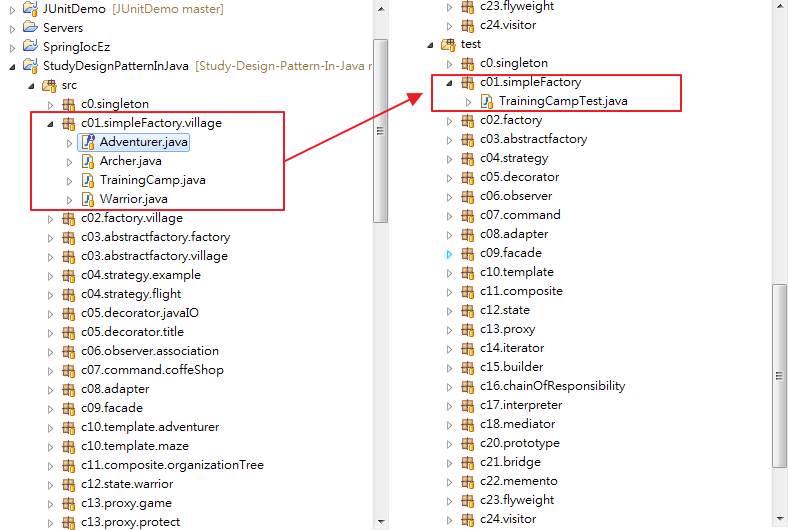 JUnitDemo [JUnitDemo master]
Servers
SpringIocEz
StudyDesignPatternInJava [Study-Design-Pattern-In-Java
src
c0.singleton
c01.simpleFactory.village
Adventurer.java
Archer.java
TrainingCamp.java
Warrior.java
c02.factory.village
c03.abstractfactory.factory
c03.abstractfactory.village
c04.strategy.example
c04.strategy.flight
c05.decorator.javaIO
c05.decorator.title
c06.observer.association
c07.command.coffeShop
c08.adapter
c09.facade
c10.template.adventurer
c10.template.maze
c11.composite.organizationTree
c12.state.warrior
c13.proxy.game
c13.proxy.protect
c23.flyweight
c24.visitor
test
c0.singleton
c01.simpleFactory
TrainingCampTest.java
c02.factory
c03.abstractfactory
c04.strategy
c05.decorator
c06.observer
c07.command
c08.adapter
c09.facade
c10.template
c11.composite
c12.state
c13.proxy
c14.iterator
c15.builder
c16.chainOfResponsibility
c17.interpreter
c18.mediator
c20.prototype
c21.bridge
c22.memento
c23.flyweight
c24.visitor